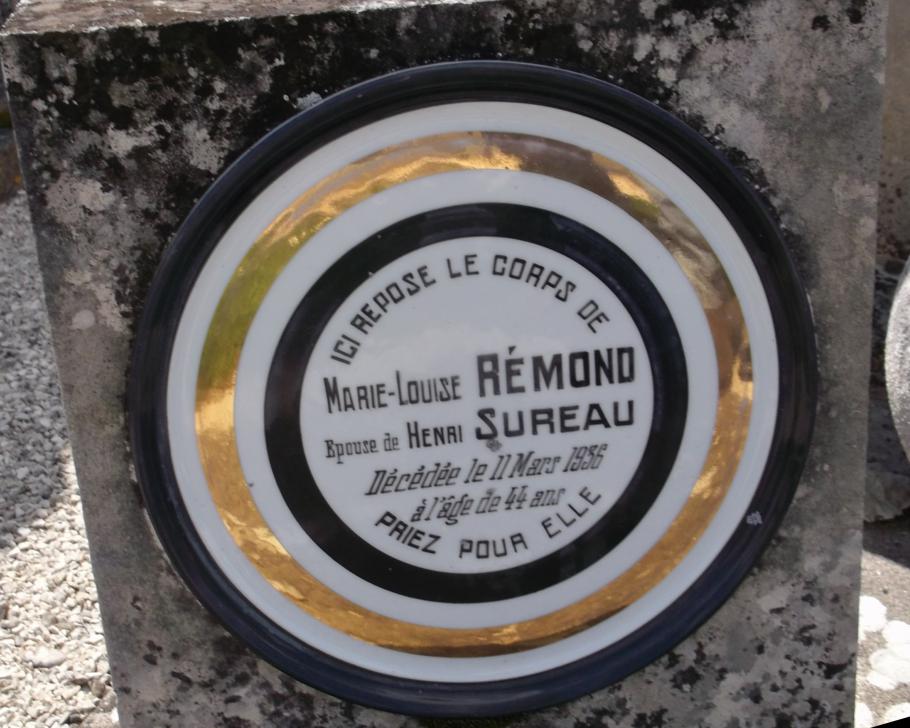 ICI REPOSE LE CORPS DE
MARIE-LOUISE RÉMOND
Epouse de HENRI SUREAU
Décédée le 11 Mars 1936
à l'âge de 44 ans
PRIEZ POUR ELLE